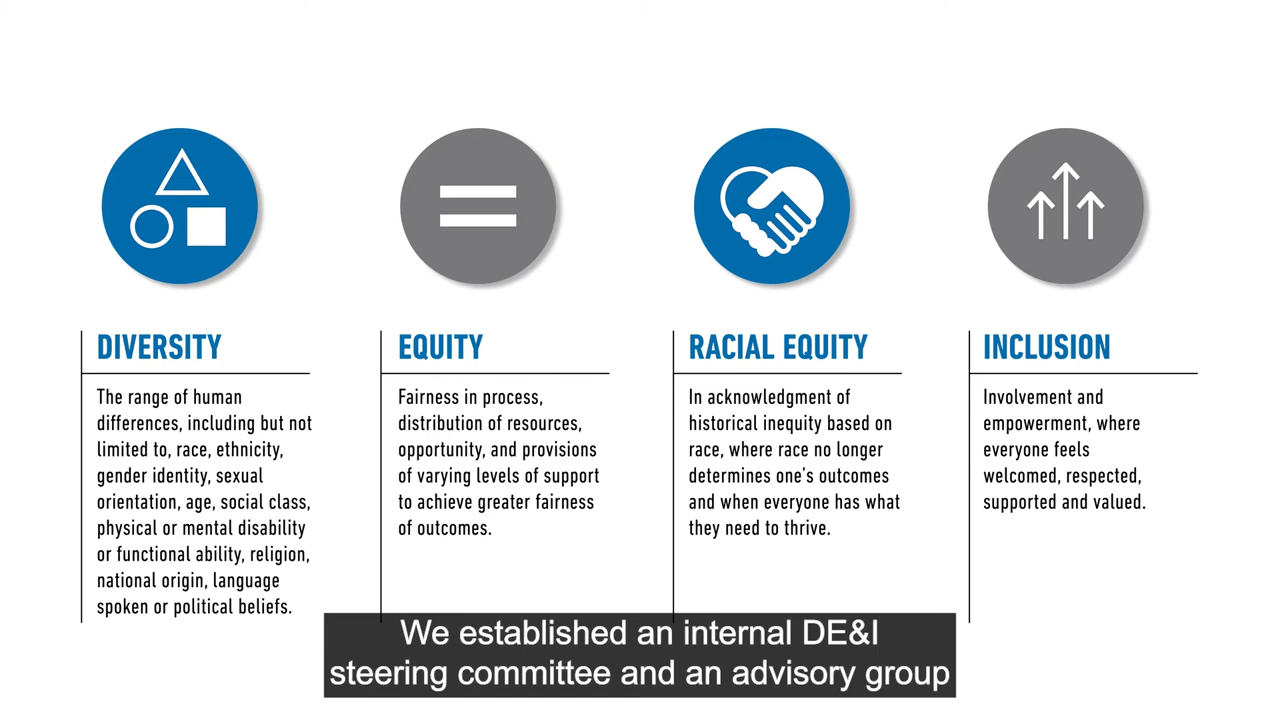 DIVERSITY
The range of human
differences, including but not
limited to, race, ethnicity,
gender identity, sexual
orientation, age, social class,
physical or mental disability
or functional ability, religion,
national origin, language
spoken or political beliefs.
EQUITY
Fairness in process,
distribution of resources,
opportunity, and provisions
of varying levels of support
to achieve greater fairness
of outcomes.
RACIAL EQUITY
In acknowledgment of
historical inequity based on
race, where race no longer
determines one’s outcomes
and when everyone has what
they need to thrive.
INCLUSION
Involvement and
empowerment, where
everyone feels
welcomed, respected,
supported and valued.
We established an internal DE&I
steering committee and an advisory group